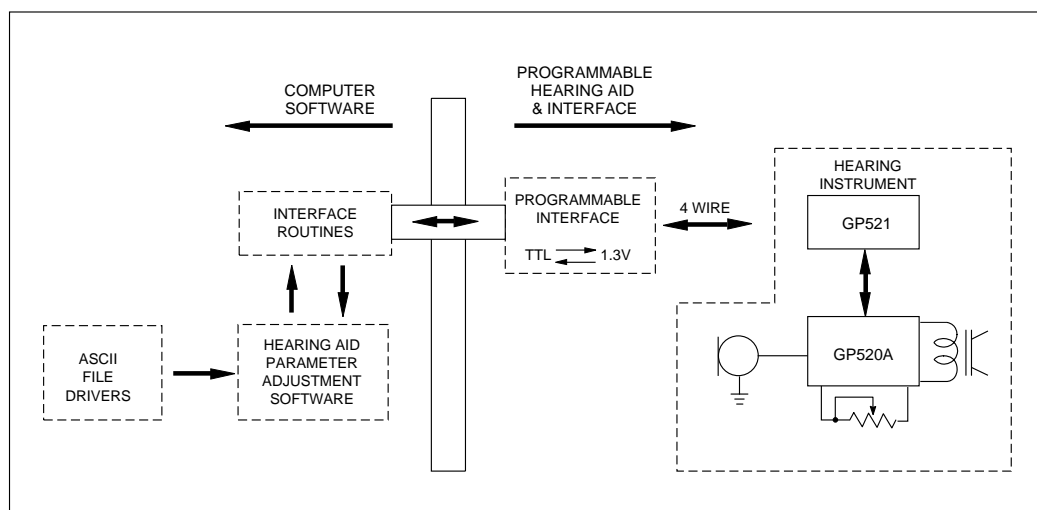 COMPUTER
SOFTWARE
PROGRAMMABLE
HEARING AID
& INTERFACE
INTERFACE
ROUTINES
PROGRAMMABLE
INTERFACE
TTL 1.3V
4 WIRE
HEARING
INSTRUMENT
GP521
GP520A
ASCII
FILE
DRIVERS
HEARING AID
PARAMETER
ADJUSTMENT
SOFTWARE